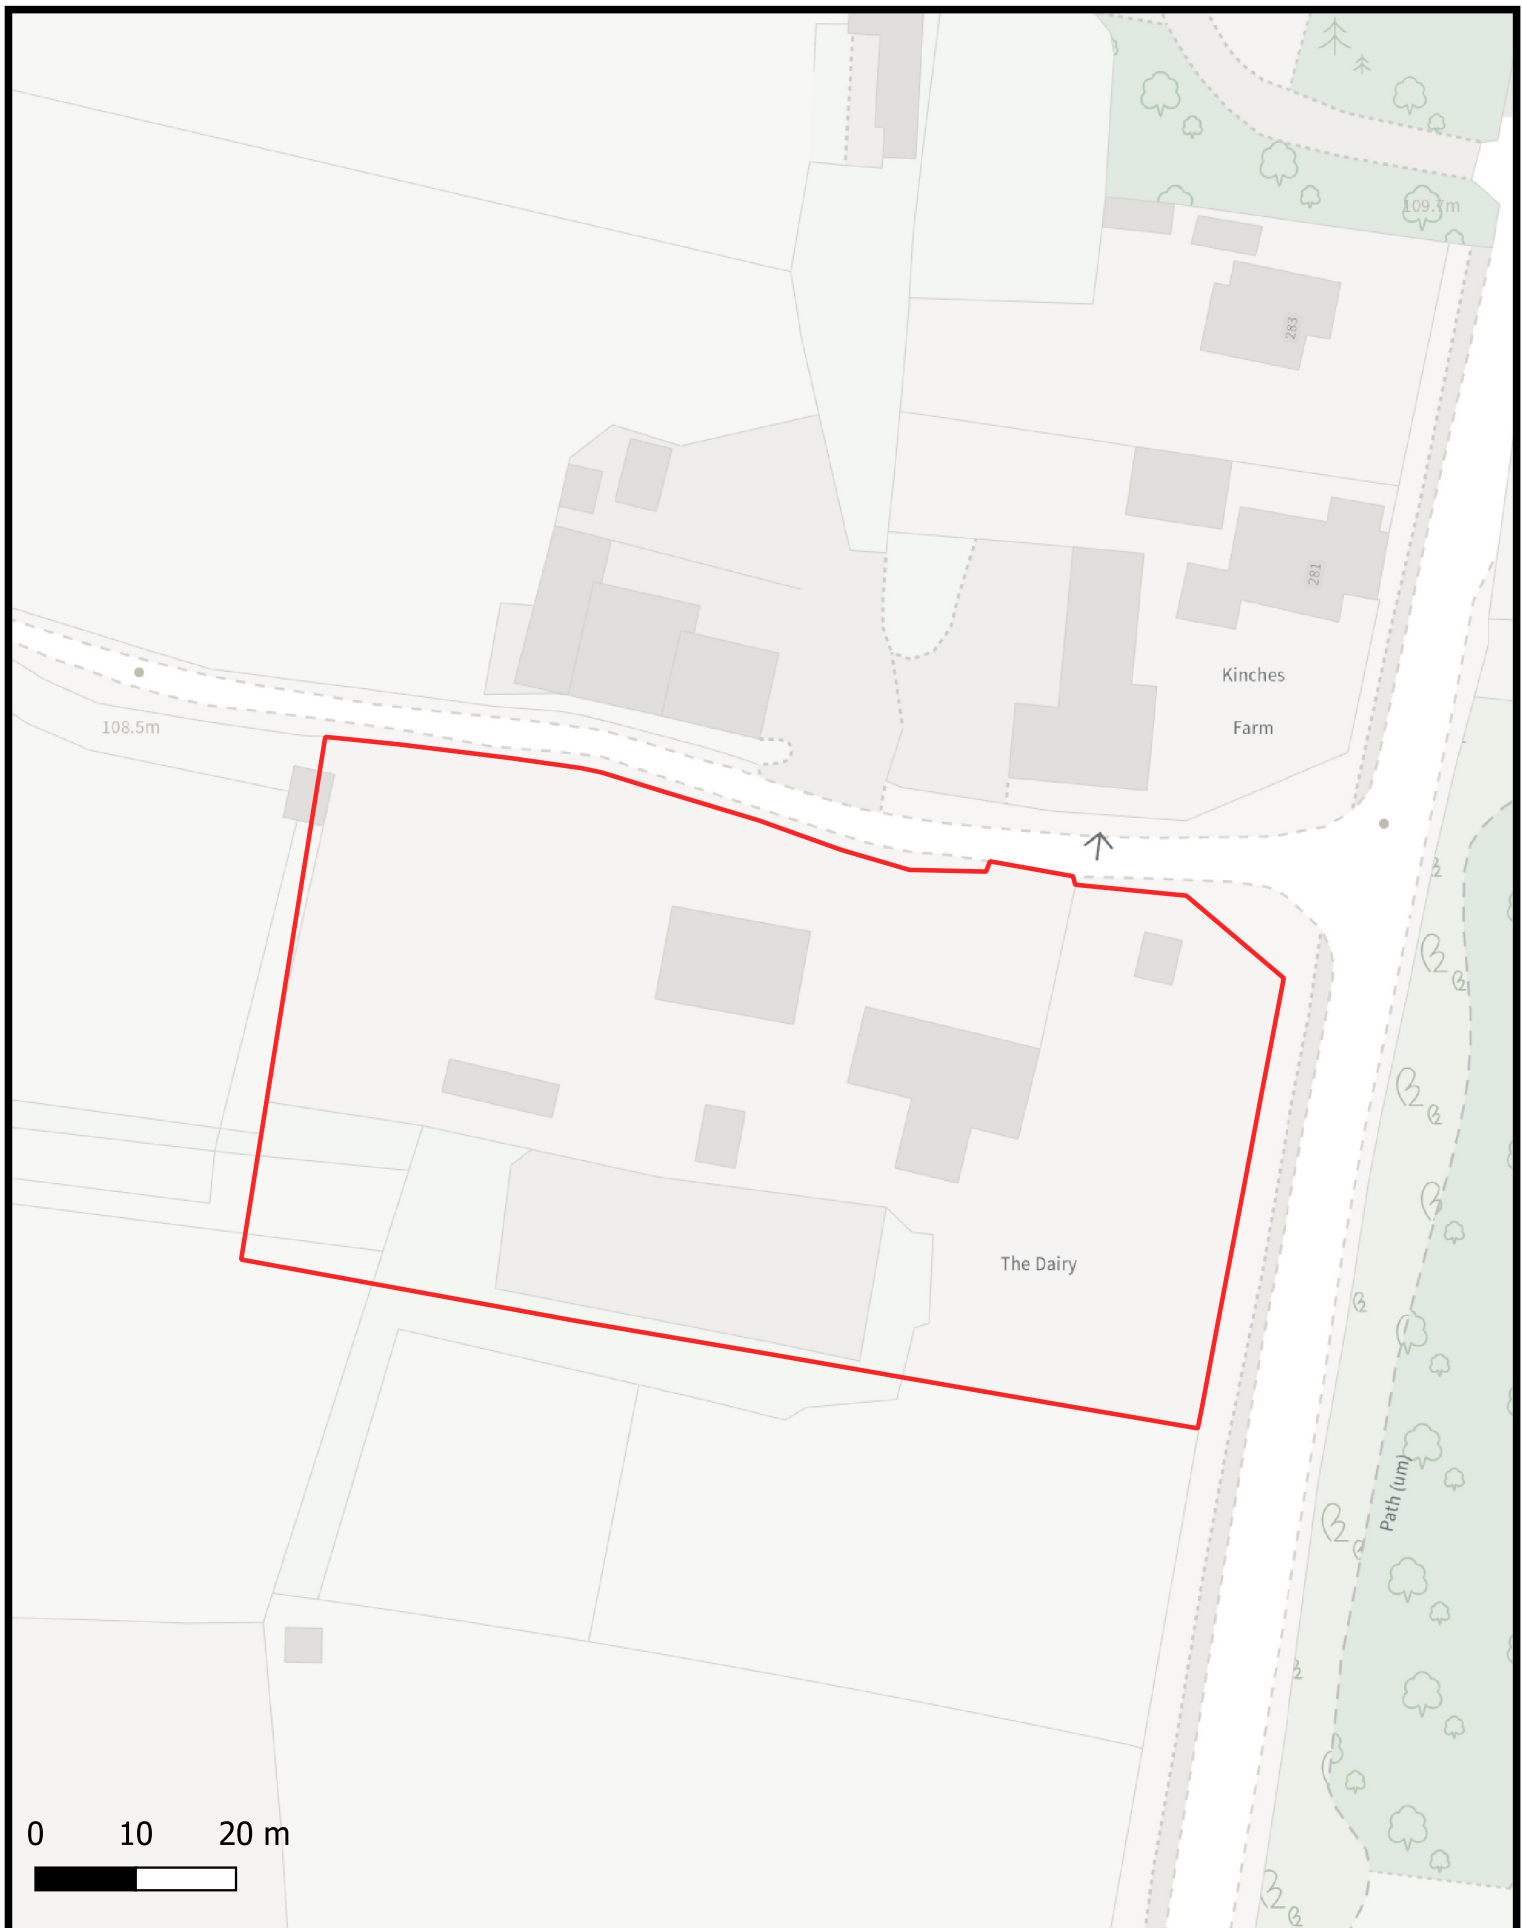 109.7m
283
281
Kinches
Farm
108.5m
The Dairy
Path (um)
0 10 20 m